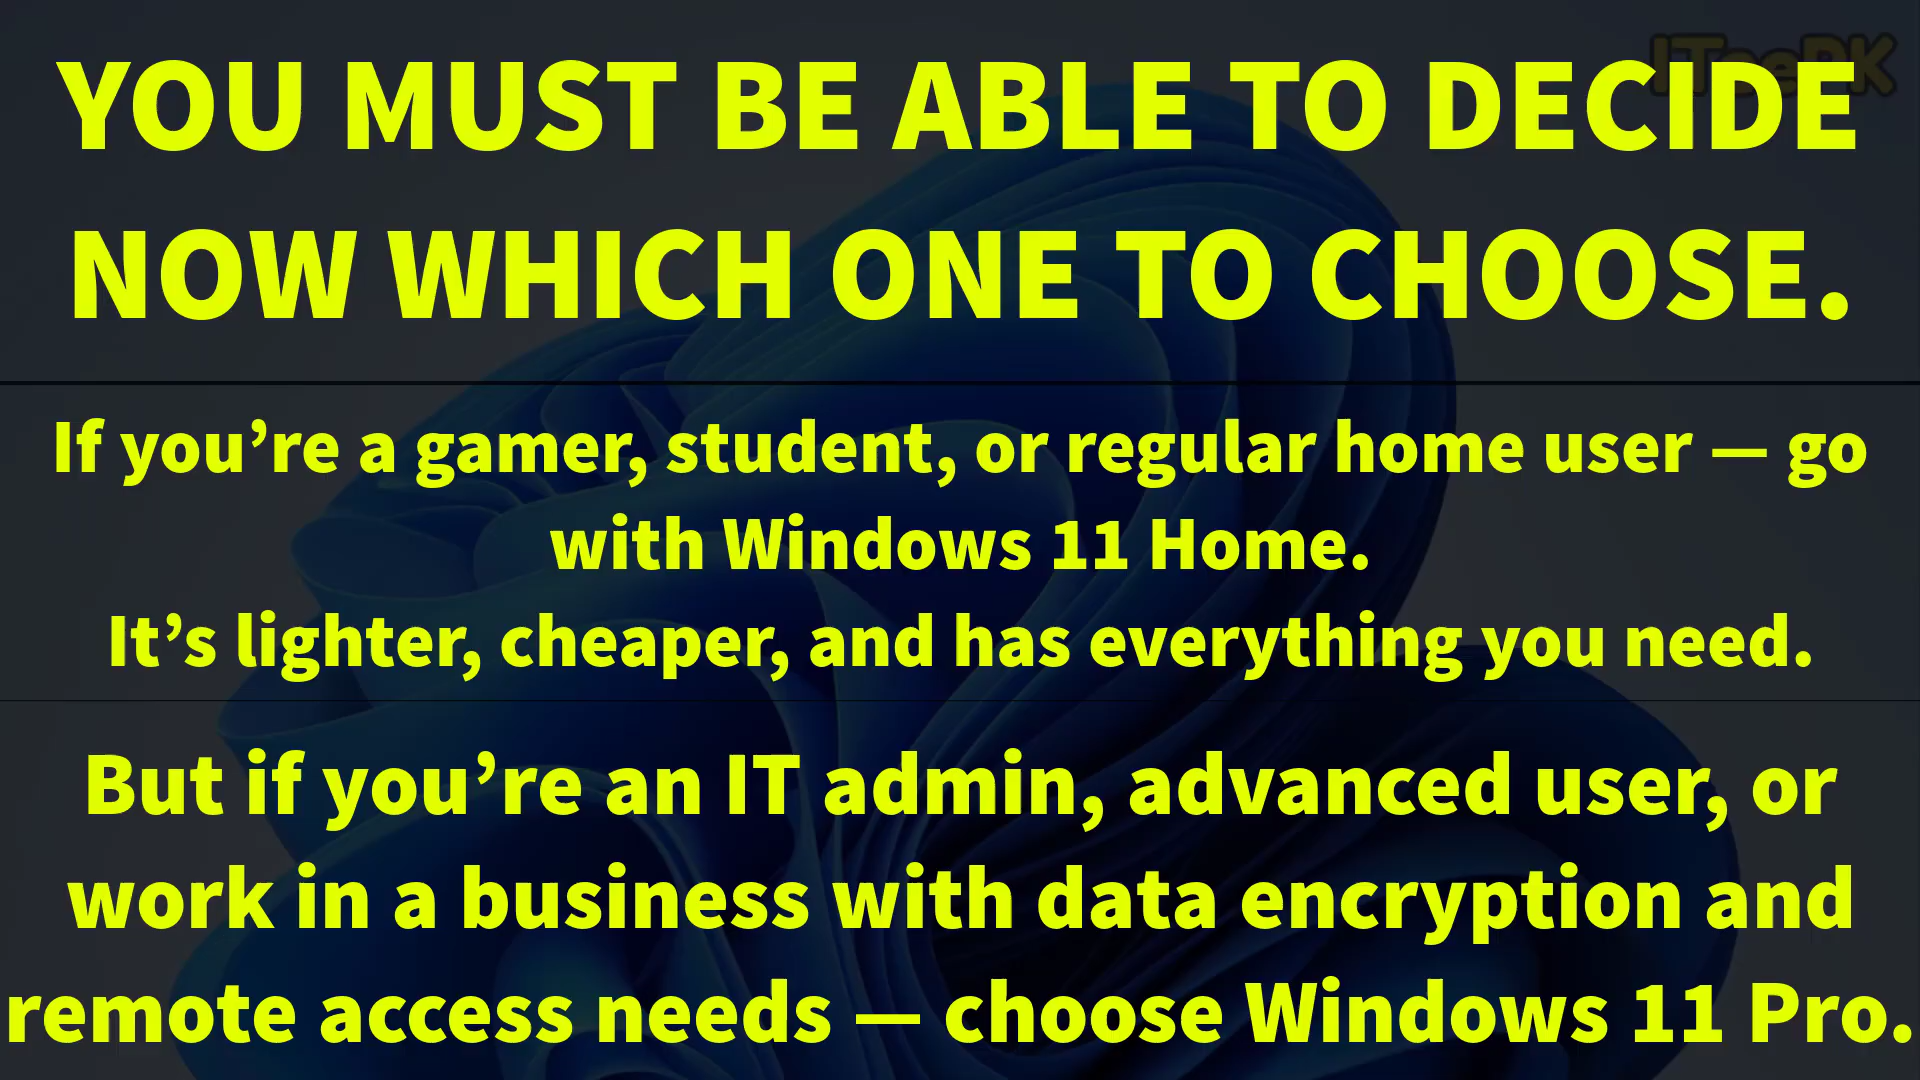 ITeePK
YOU MUST BE ABLE TO DECIDE
NOW WHICH ONE TO CHOOSE.
If you’re a gamer, student, or regular home user — go
with Windows 11 Home.
It’s lighter, cheaper, and has everything you need.
But if you’re an IT admin, advanced user, or
work in a business with data encryption and
remote access needs — choose Windows 11 Pro.